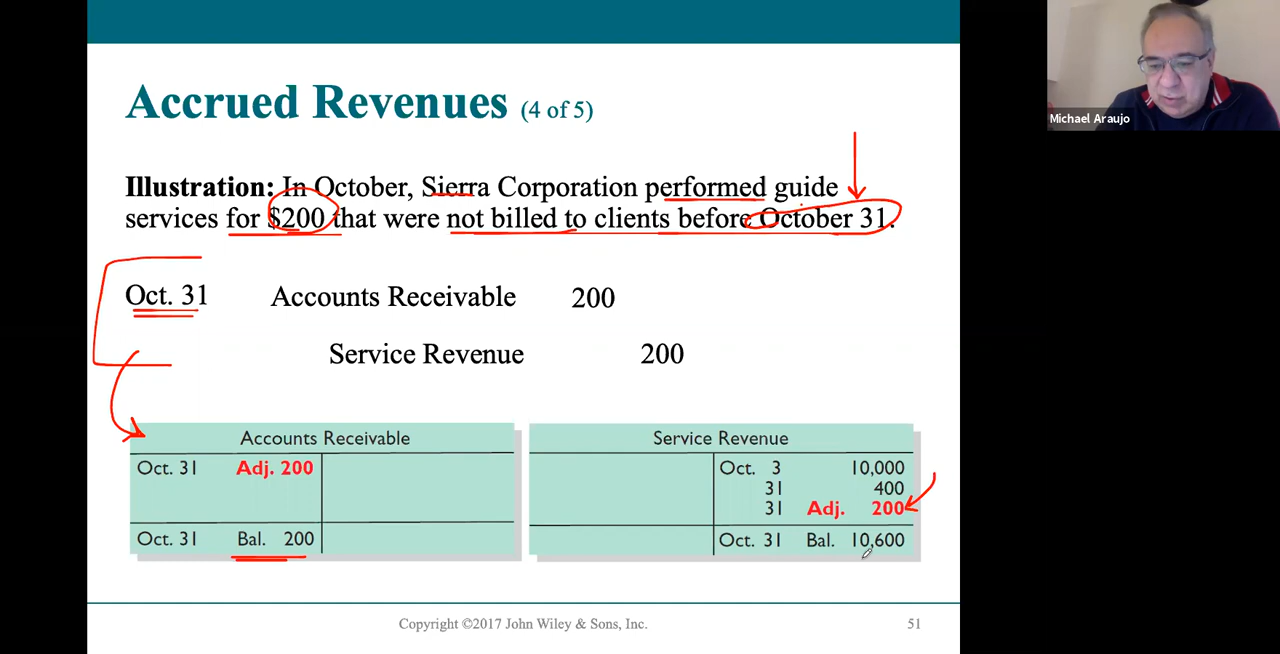 Accrued Revenues (4 of 5)
Illustration: In October, Sierra Corporation performed guide
services for $200 that were not billed to clients before October 31.
Oct. 31 Accounts Receivable 200
Service Revenue 200
Accounts Receivable
Oct. 31 Adj. 200
Oct. 31 Bal. 200
Service Revenue
Oct. 3 10,000
31 400
31 Adj. 200
Oct. 31 Bal. 10,600
Copyright ©2017 John Wiley & Sons, Inc. 51
Michael Araujo